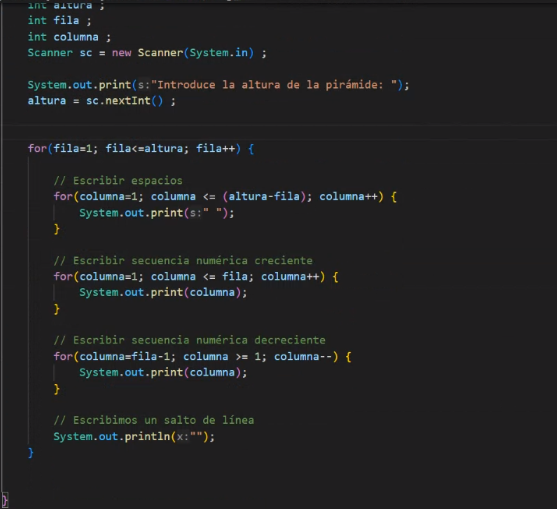 int altura ;
int fila ;
int columna ;
Scanner sc = new Scanner(System.in) ;
System.out.print(s:"Introduce la altura de la pirámide: ");
altura = sc.nextInt() ;
for(fila=1; fila<=altura; fila++) {
// Escribir espacios
for(columna=1; columna <= (altura-fila); columna++) {
System.out.print(s:" ");
}
// Escribir secuencia numérica creciente
for(columna=1; columna <= fila; columna++) {
System.out.print(columna);
}
// Escribir secuencia numérica decreciente
for(columna=fila-1; columna >= 1; columna--) {
System.out.print(columna);
}
// Escribimos un salto de línea
System.out.println(x:"");
}
}